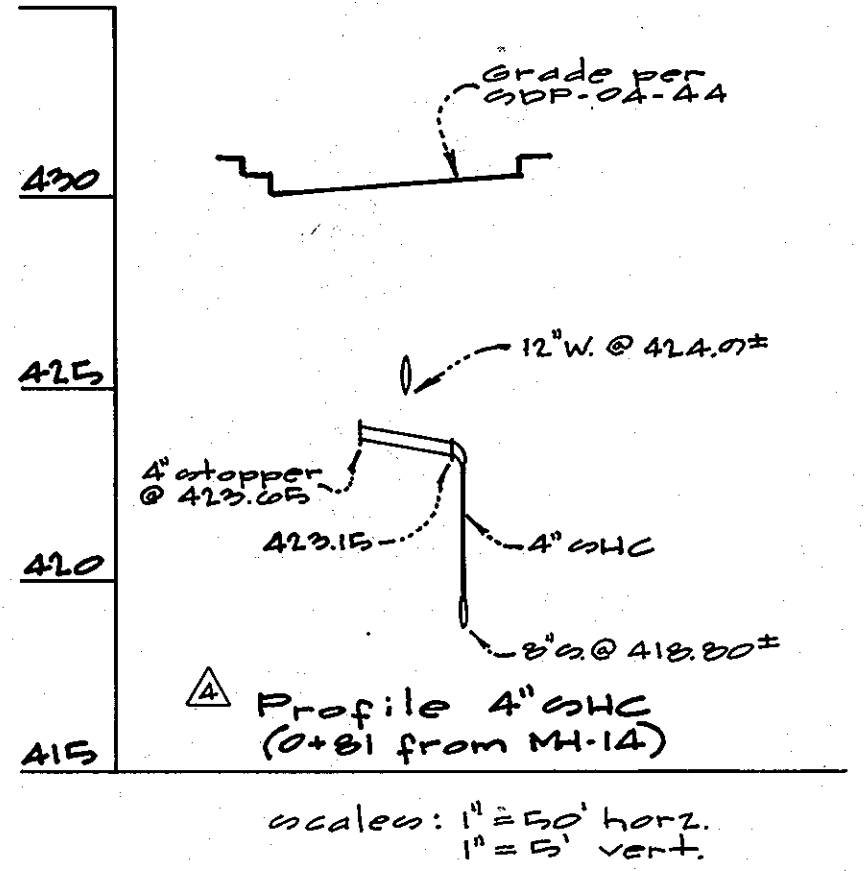 Grade per
SDP-04-44
430
12"W. @ 424.9±
425
4" stopper
@ 423.65
423.15
4" SHC
420
8"S. @ 418.80±
4
Profile 4" SHC
(0+81 from MH-14)
415
scales: 1" = 50' horz.
1" = 5' vert.